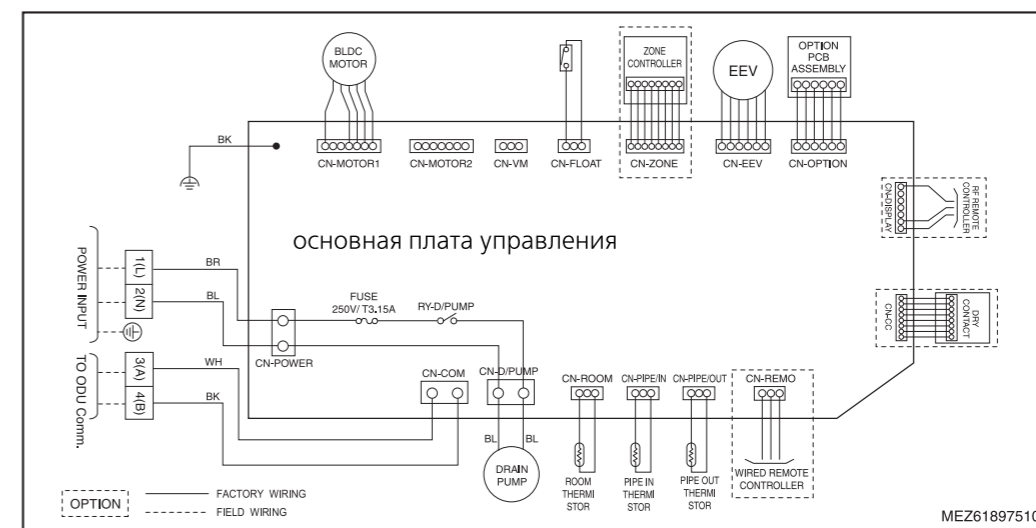 BLDC
MOTOR
ZONE
CONTROLLER
EEV
OPTION
PCB
ASSEMBLY
BK
CN-MOTOR1
CN-MOTOR2
CN-VM
CN-FLOAT
CN-ZONE
CN-EEV
CN-OPTION
CN-DISPLAY
RF REMOTE
CONTROLLER
основная плата управления
POWER INPUT
1(L)
2(N)
BR
BL
FUSE
250V/ T3.15A
RY-D/PUMP
CN-CC
DRY
CONTACT
CN-POWER
TO ODU Comm.
3(A)
4(B)
WH
BK
CN-COM
CN-D/PUMP
CN-ROOM
CN-PIPE/IN
CN-PIPE/OUT
CN-REMO
BL
BL
DRAIN
PUMP
ROOM
THERMI
STOR
PIPE IN
THERMI
STOR
PIPE OUT
THERMI
STOR
WIRED REMOTE
CONTROLLER
OPTION
FACTORY WIRING
FIELD WIRING
MEZ61897510